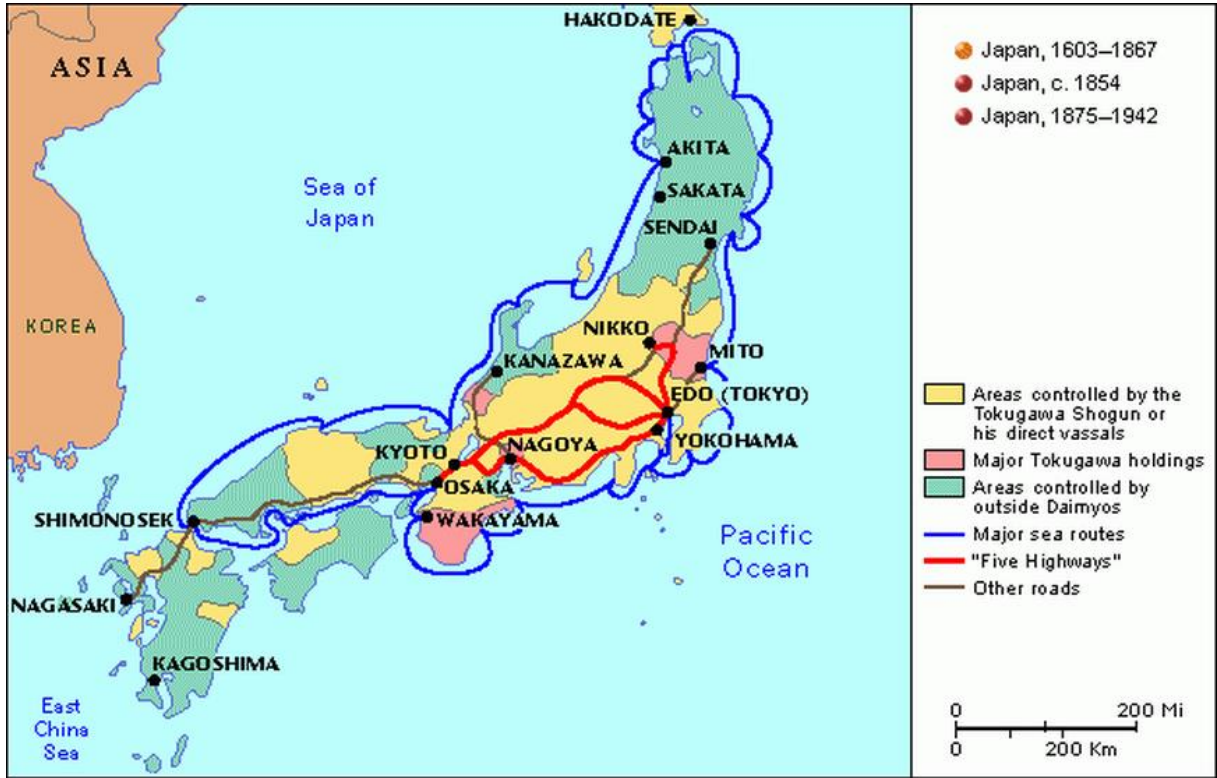 HAKODATE
ASIA
Sea of
Japan
AKITA
SAKATA
SENDAI
KOREA
NIKKO
MITO
KANAZAWA
EDO (TOKYO)
YOKOHAMA
NAGOYA
KYOTO
OSAKA
WAKAYAMA
SHIMONOSEK
Pacific
Ocean
NAGASAKI
KAGOSHIMA
East
China
Sea
Japan, 1603–1867
Japan, c. 1854
Japan, 1875–1942
Areas controlled by the
Tokugawa Shogun or
his direct vassals
Major Tokugawa holdings
Areas controlled by
outside Daimyos
Major sea routes
"Five Highways"
Other roads
0 200 Mi
0 200 Km